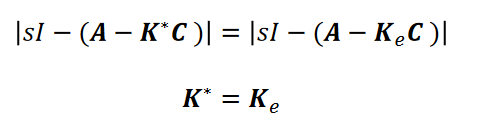 |sI − (A − K*C )| = |sI − (A − KₑC )|
K* = Kₑ